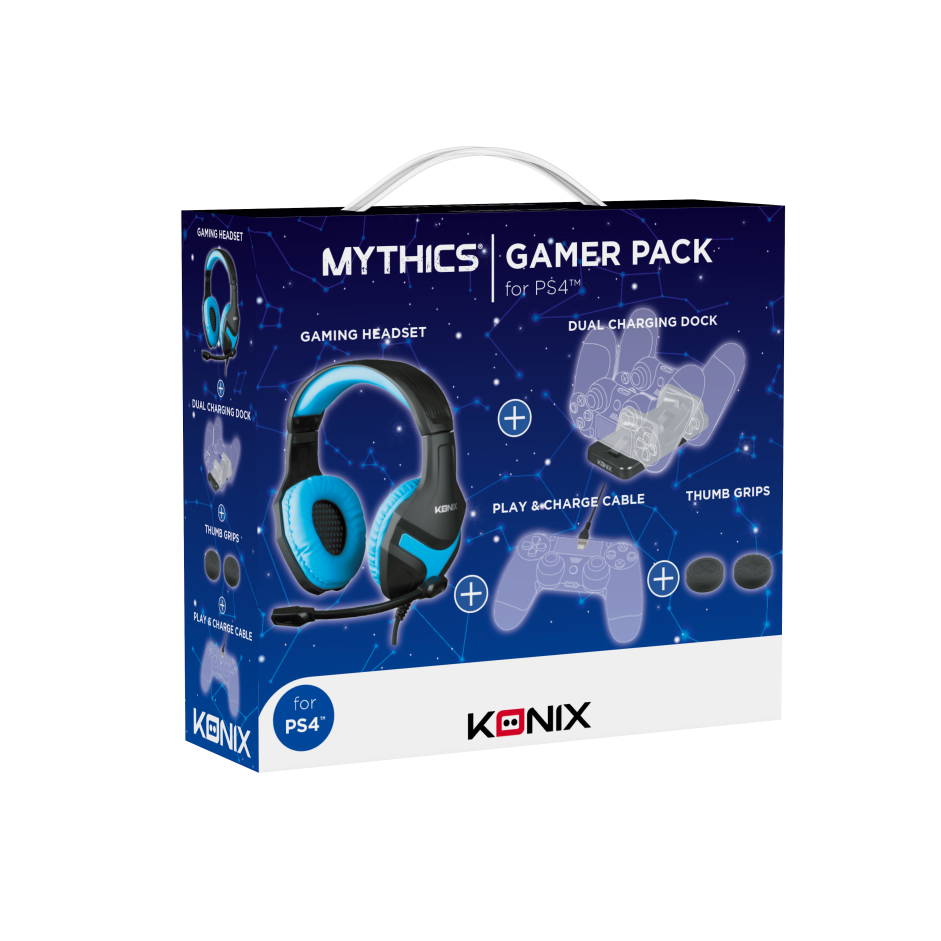 MYTHICS® GAMER PACK
for PS4™
GAMING HEADSET
DUAL CHARGING DOCK
KONIX
KONIX
PLAY & CHARGE CABLE
THUMB GRIPS
for
PS4™
KONIX
GAMING HEADSET
DUAL CHARGING DOCK
THUMB GRIPS
PLAY & CHARGE CABLE
KONIX